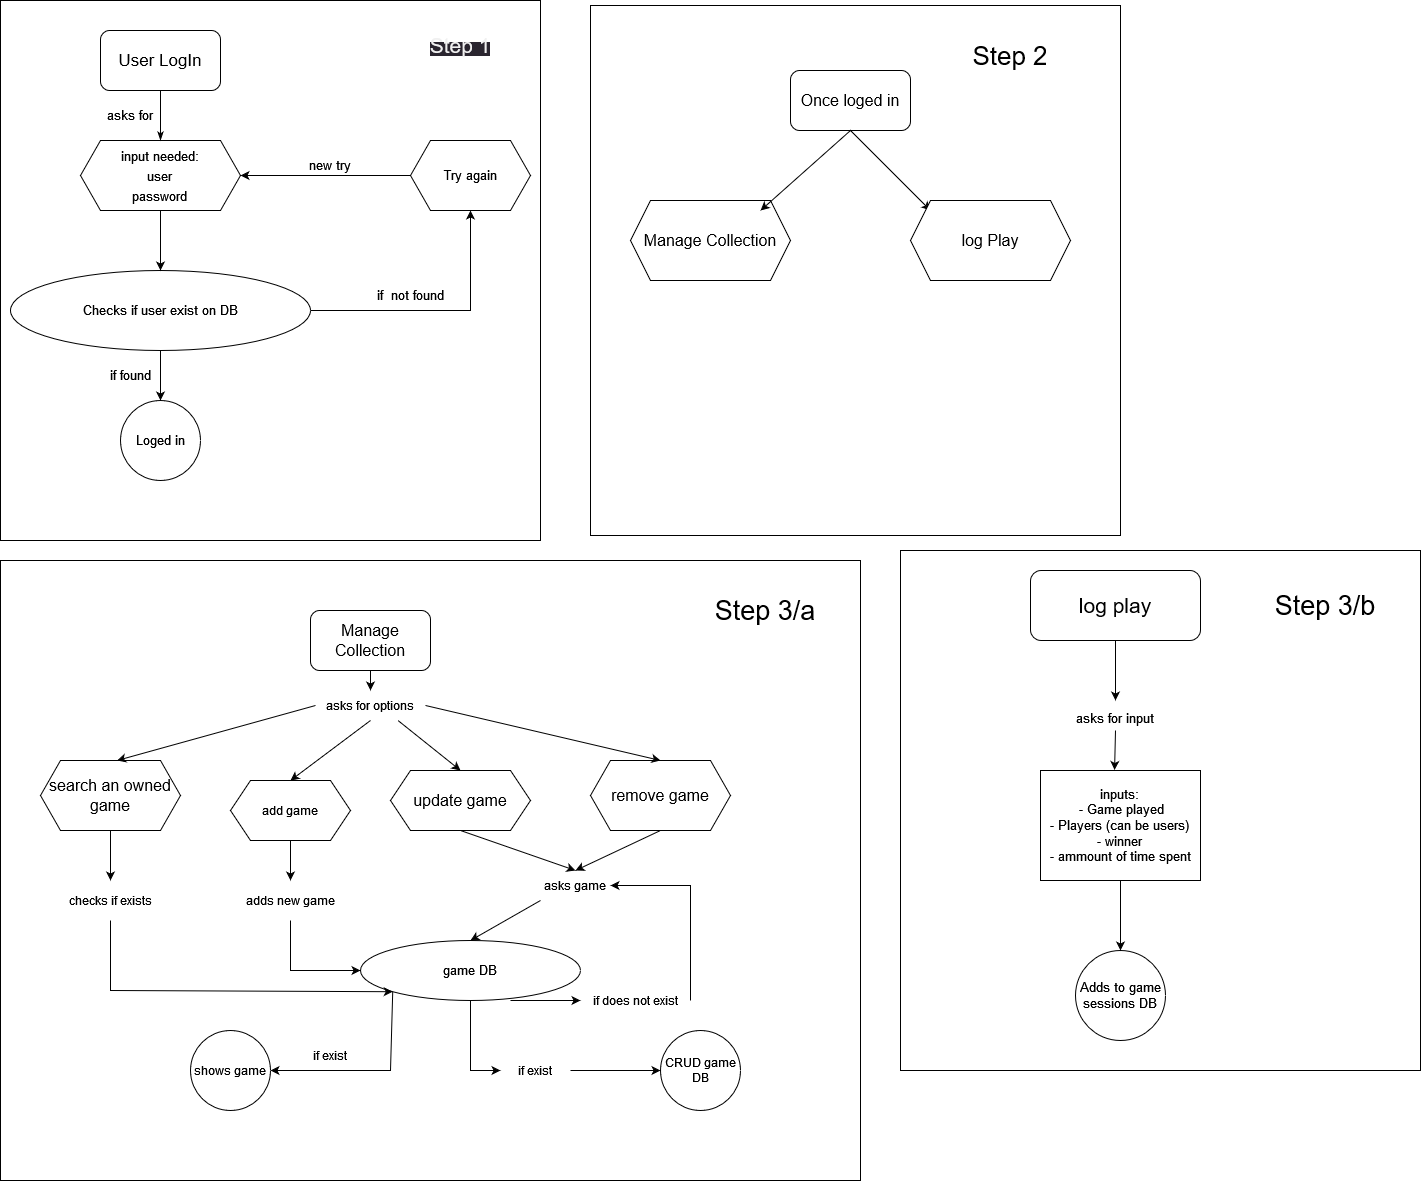 Step 1
User LogIn
asks for
input needed:
user
password
new try
Try again
if  not found
Checks if user exist on DB
if found
Loged in
Step 2
Once loged in
Manage Collection
log Play
Step 3/a
Manage
Collection
asks for options
search an owned
game
add game
update game
remove game
checks if exists
adds new game
asks game
game DB
if does not exist
shows game
if exist
if exist
CRUD game
DB
Step 3/b
log play
asks for input
inputs:
- Game played
- Players (can be users)
- winner
- ammount of time spent
Adds to game
sessions DB